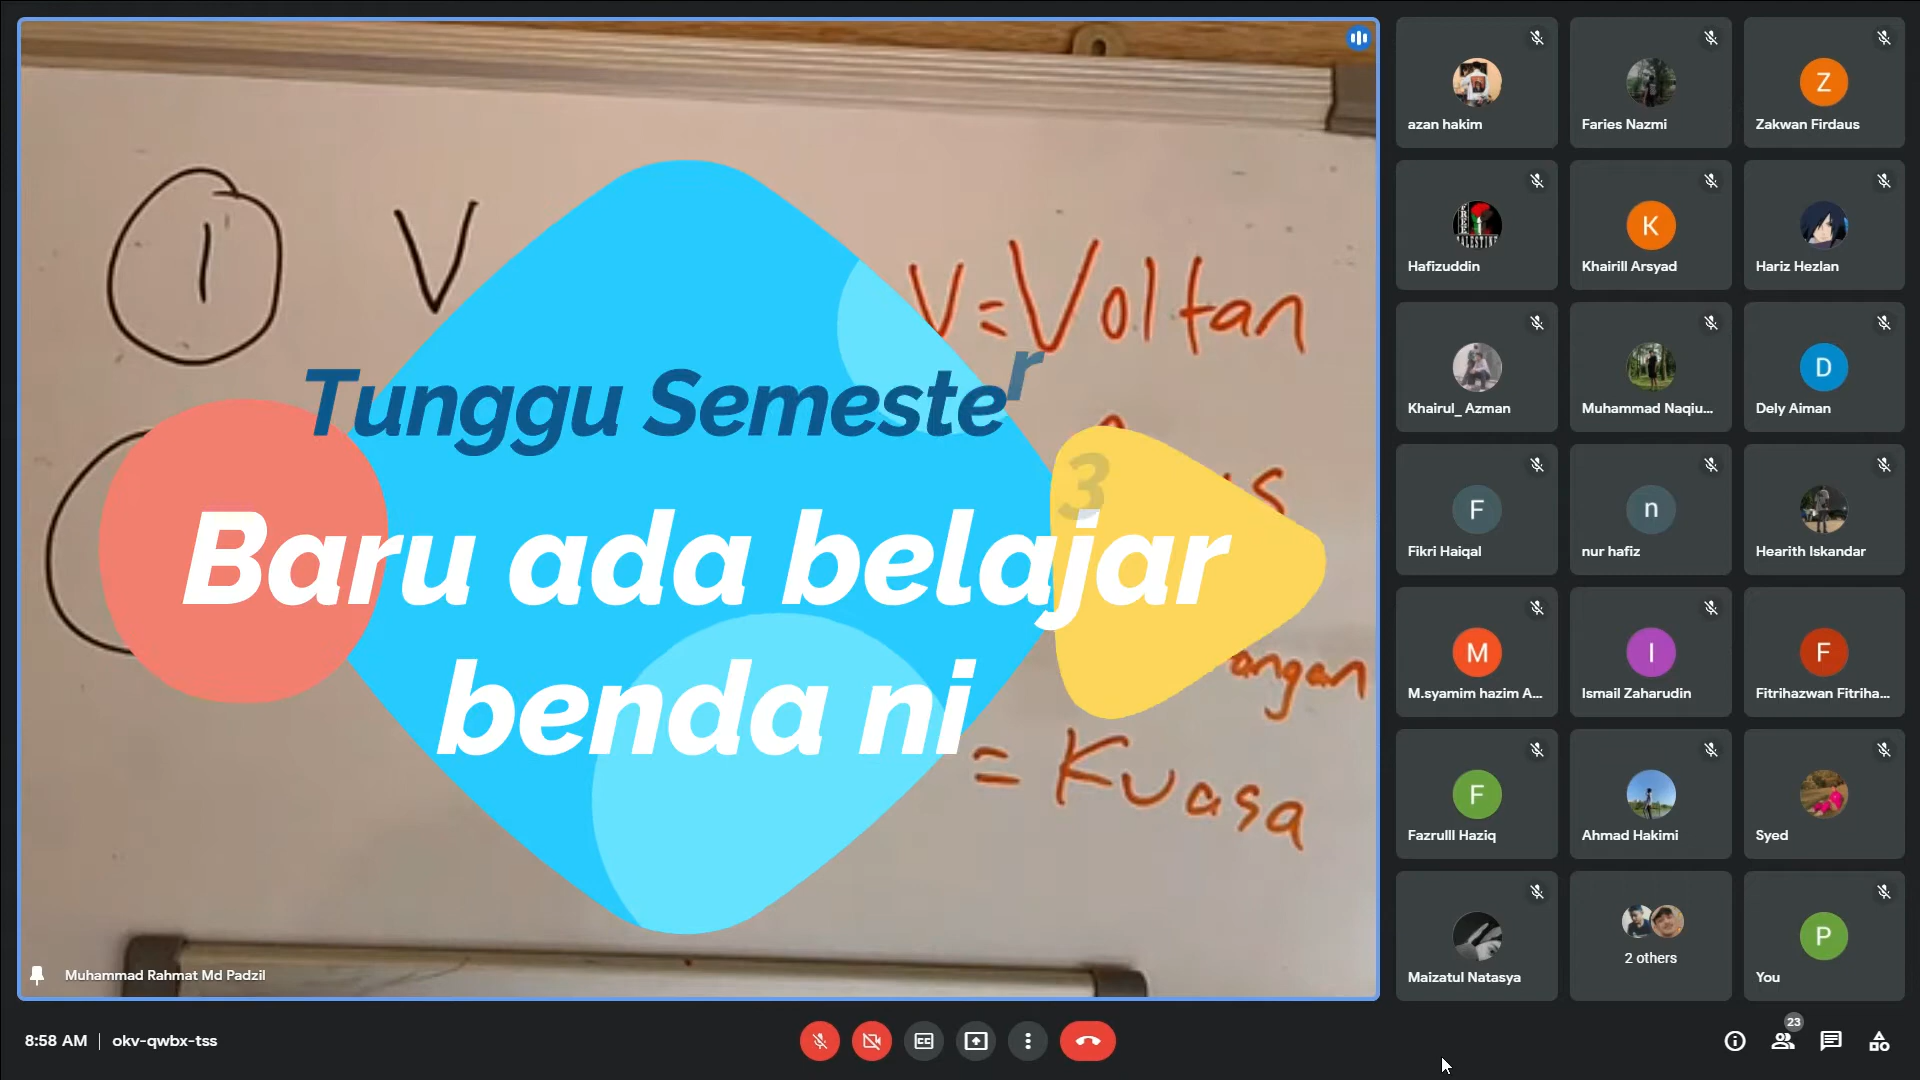 1 V
V = Voltan
Tunggu Semester
3
Baru ada belajar
benda ni
= Kuasa
Muhammad Rahmat Md Padzil
azan hakim
Faries Nazmi
Z
Zakwan Firdaus
Hafizuddin
K
Khairill Arsyad
Hariz Hezlan
Khairul_ Azman
Muhammad Naqiu...
D
Dely Aiman
F
Fikri Haiqal
n
nur hafiz
Hearith Iskandar
M
M.syamim hazim A...
I
Ismail Zaharudin
F
Fitrihazwan Fitriha...
F
Fazrulll Haziq
Ahmad Hakimi
Syed
Maizatul Natasya
2 others
P
You
8:58 AM | okv-qwbx-tss
CC
23